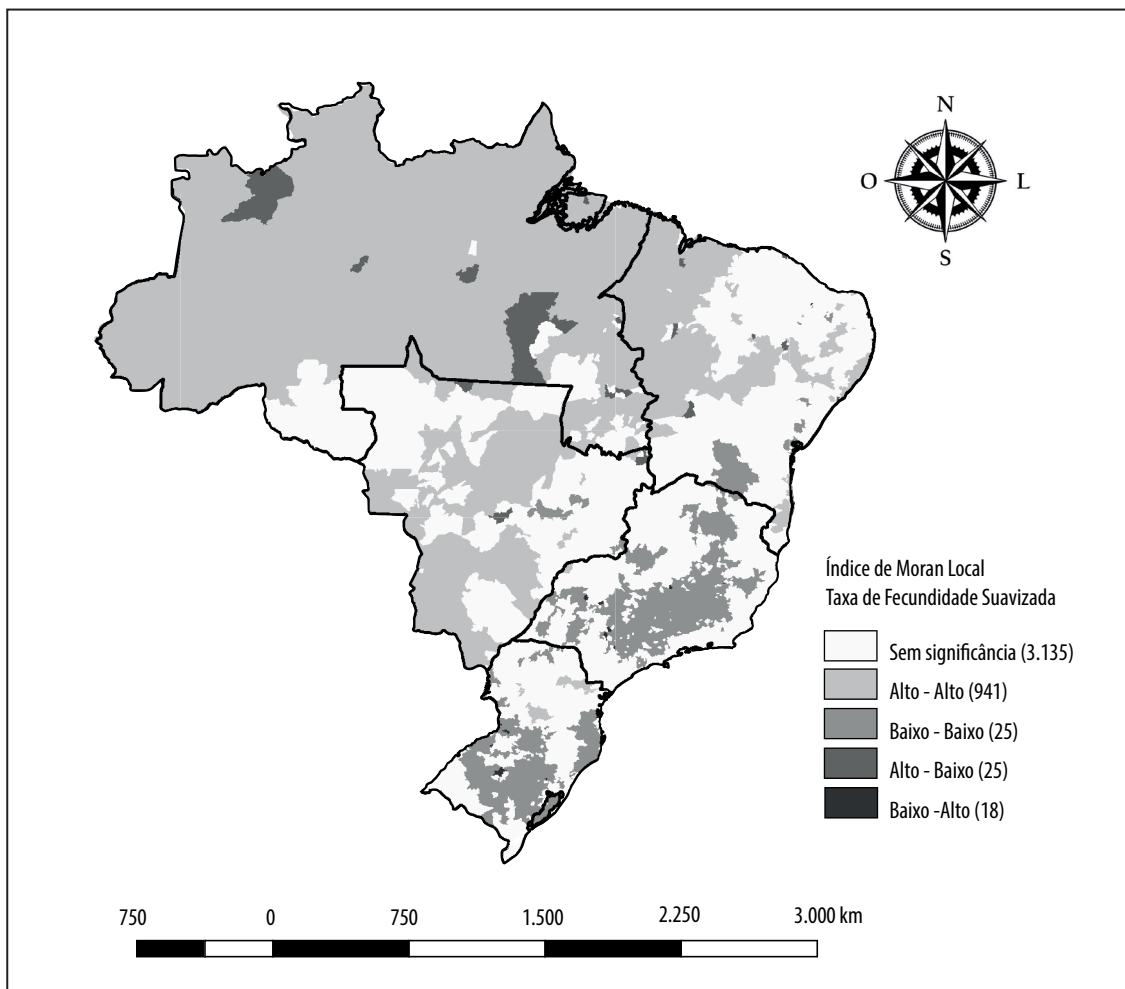 N
O L
S
Índice de Moran Local
Taxa de Fecundidade Suavizada
Sem significância (3.135)
Alto - Alto (941)
Baixo - Baixo (25)
Alto - Baixo (25)
Baixo -Alto (18)
750 0 750 1.500 2.250 3.000 km